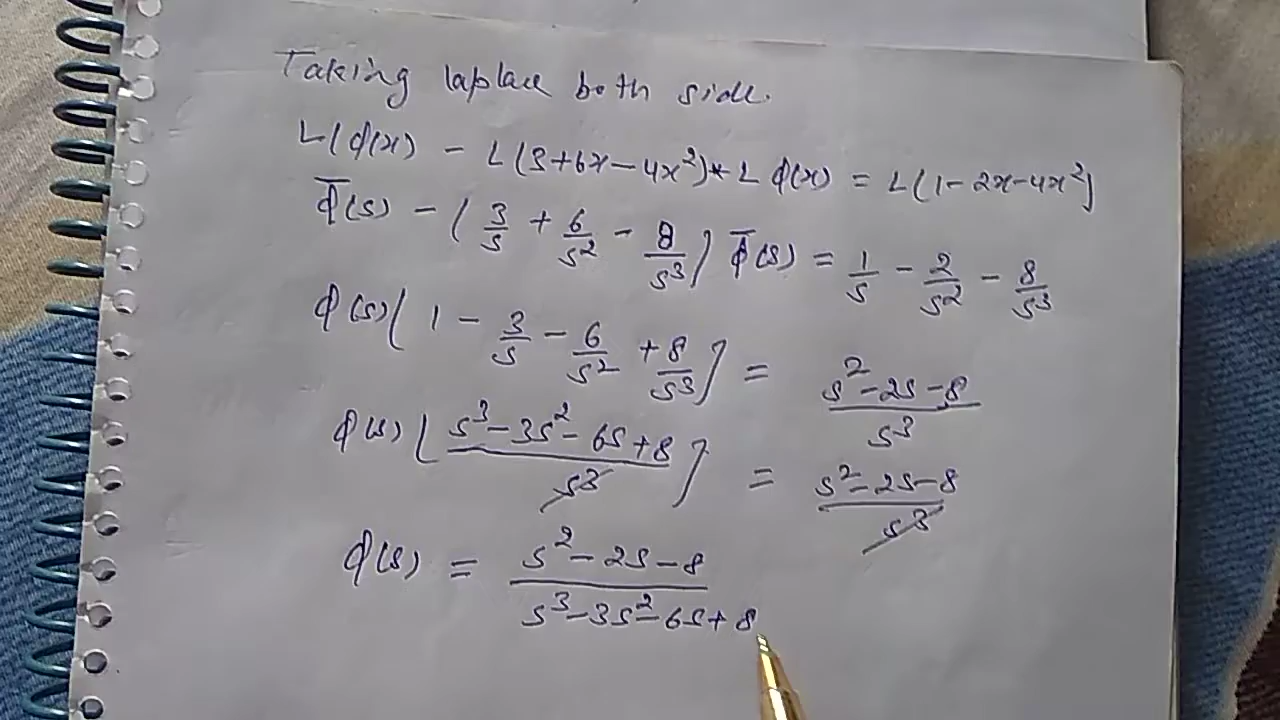 Taking laplace both side.
L(ϕ(x) - L(3+6x-4x²)*L ϕ(x) = L(1-2x-4x²)
ϕ̅(s) - (3/s + 6/s² - 8/s³) ϕ̅(s) = 1/s - 2/s² - 8/s³
ϕ(s)(1 - 3/s - 6/s² + 8/s³] = s²-2s-8/s³
ϕ(s)[s³-3s²-6s+8/s³] = s²-2s-8/s³
ϕ(s) = s²-2s-8/s³-3s²-6s+8